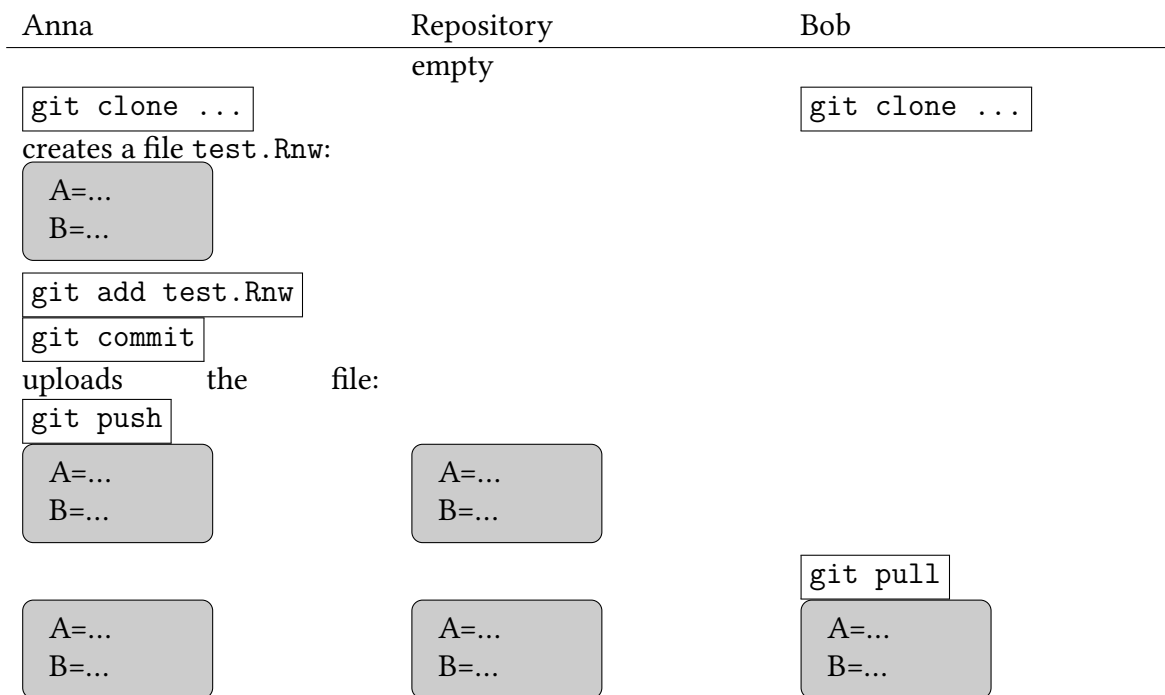 Anna Repository Bob
empty
git clone ... git clone ...
creates a file test.Rnw:
A=...
B=...
git add test.Rnw
git commit
uploads the file:
git push
A=... A=...
B=... B=...
git pull
A=... A=... A=...
B=... B=... B=...